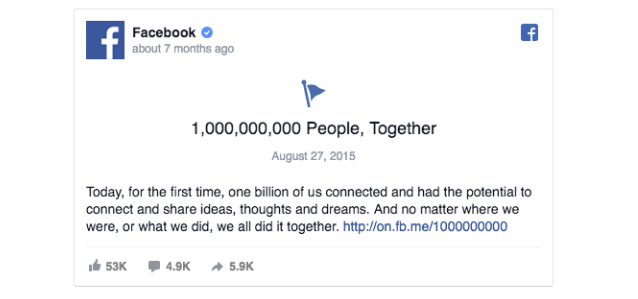 Facebook
about 7 months ago
1,000,000,000 People, Together
August 27, 2015
Today, for the first time, one billion of us connected and had the potential to
connect and share ideas, thoughts and dreams. And no matter where we
were, or what we did, we all did it together. http://on.fb.me/1000000000
53K 4.9K 5.9K